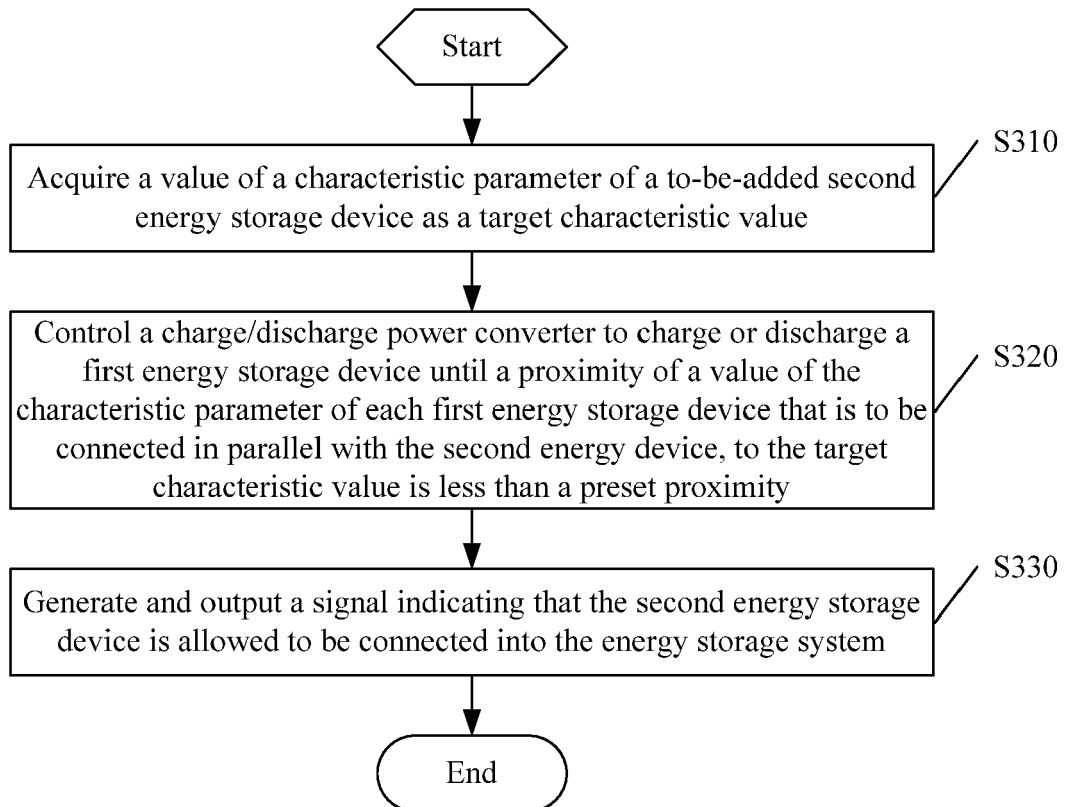 Start
S310
Acquire a value of a characteristic parameter of a to-be-added second
energy storage device as a target characteristic value
S320
Control a charge/discharge power converter to charge or discharge a
first energy storage device until a proximity of a value of the
characteristic parameter of each first energy storage device that is to be
connected in parallel with the second energy device, to the target
characteristic value is less than a preset proximity
S330
Generate and output a signal indicating that the second energy storage
device is allowed to be connected into the energy storage system
End